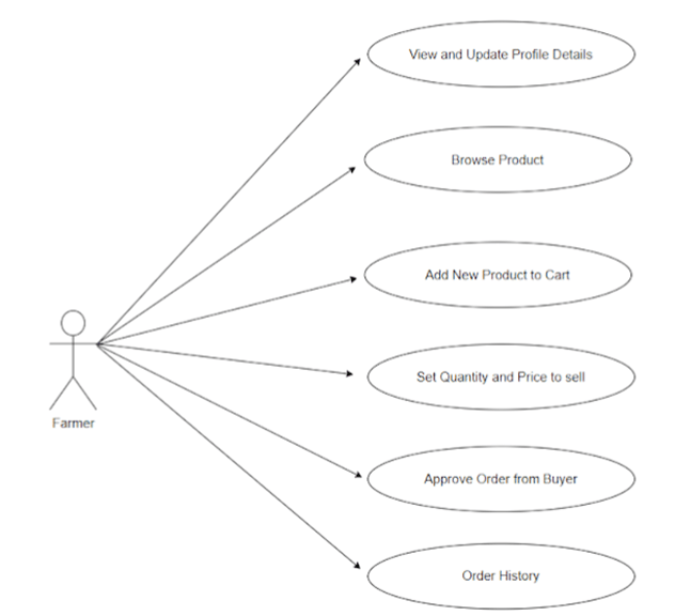 View and Update Profile Details
Browse Product
Add New Product to Cart
Set Quantity and Price to sell
Farmer
Approve Order from Buyer
Order History